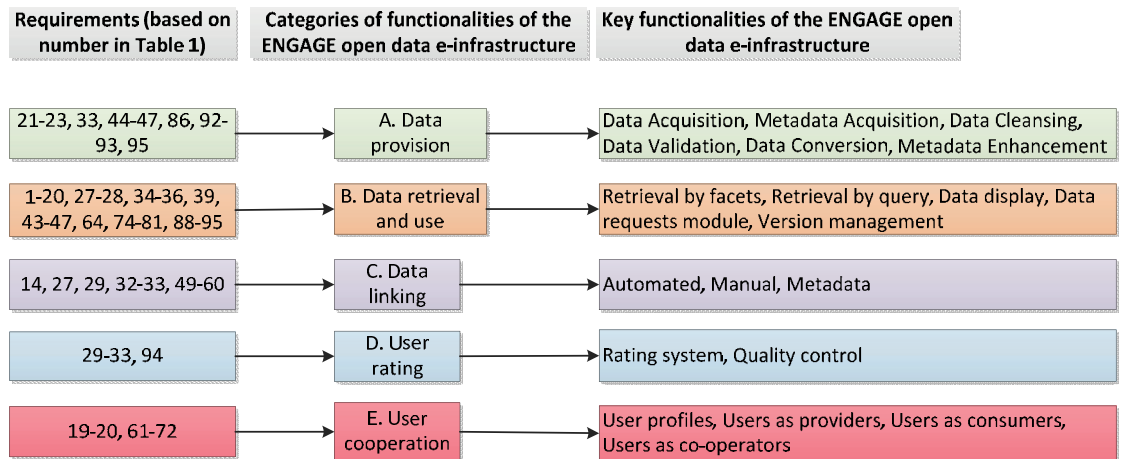 Requirements (based on
number in Table 1)
Categories of functionalities of the
ENGAGE open data e-infrastructure
Key functionalities of the ENGAGE open
data e-infrastructure
21-23, 33, 44-47, 86, 92-
93, 95
A. Data
provision
Data Acquisition, Metadata Acquisition, Data Cleansing,
Data Validation, Data Conversion, Metadata Enhancement
1-20, 27-28, 34-36, 39,
43-47, 64, 74-81, 88-95
B. Data retrieval
and use
Retrieval by facets, Retrieval by query, Data display, Data
requests module, Version management
14, 27, 29, 32-33, 49-60
C. Data
linking
Automated, Manual, Metadata
29-33, 94
D. User
rating
Rating system, Quality control
19-20, 61-72
E. User
cooperation
User profiles, Users as providers, Users as consumers,
Users as co-operators